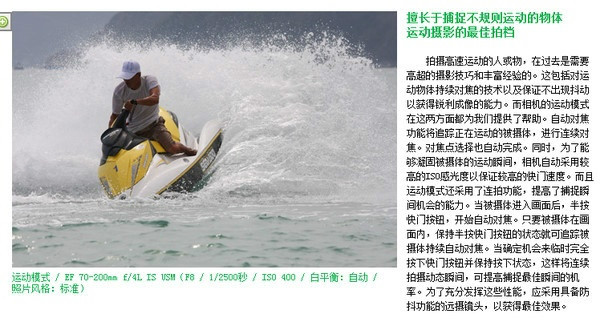 擅长于捕捉不规则运动的物体
运动摄影的最佳拍档
拍摄高速运动的人或物，在过去是需要
高超的摄影技巧和丰富经验的。这包括对运
动物体持续对焦的技术以及保证不出现抖动
以获得锐利成像的能力。而相机的运动模式
在这两方面都为我们提供了帮助。自动对焦
功能将追踪正在运动的被摄体，进行连续对
焦。对焦点选择也自动完成。同时，为了能
够凝固被摄体的运动瞬间，相机自动采用较
高的ISO感光度以保证较高的快门速度。而且
运动模式还采用了连拍功能，提高了捕捉瞬
间机会的能力。当被摄体进入画面后，半按
快门按钮，开始自动对焦。只要被摄体在画
面内，保持半按快门按钮的状态就可追踪被
摄体持续自动对焦。当确定机会来临时完全
按下快门按钮并保持按下状态，这样将连续
拍摄动态瞬间，可提高捕捉最佳瞬间的机
率。为了充分发挥这些性能，应采用具备防
抖功能的远摄镜头，以获得最佳效果。
运动模式 / EF 70-200mm f/4L IS USM（F8 / 1/2500秒 / ISO 400 / 白平衡：自动 /
照片风格：标准）